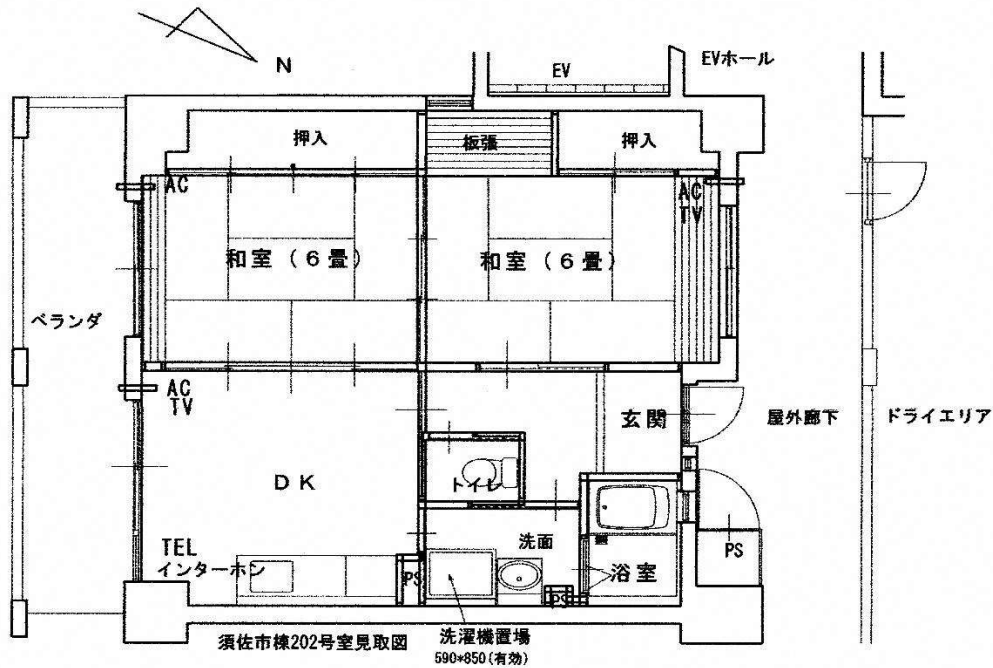 N
EV
EVホール
押入
板張
押入
AC
AC
TV
和室（6畳）
和室（6畳）
ベランダ
AC
TV
玄関
屋外廊下
ドライエリア
DK
トイレ
TEL
インターホン
PS
洗面
PS
浴室
PS
須佐市棟202号室見取図
洗濯機置場
590*850(有効)